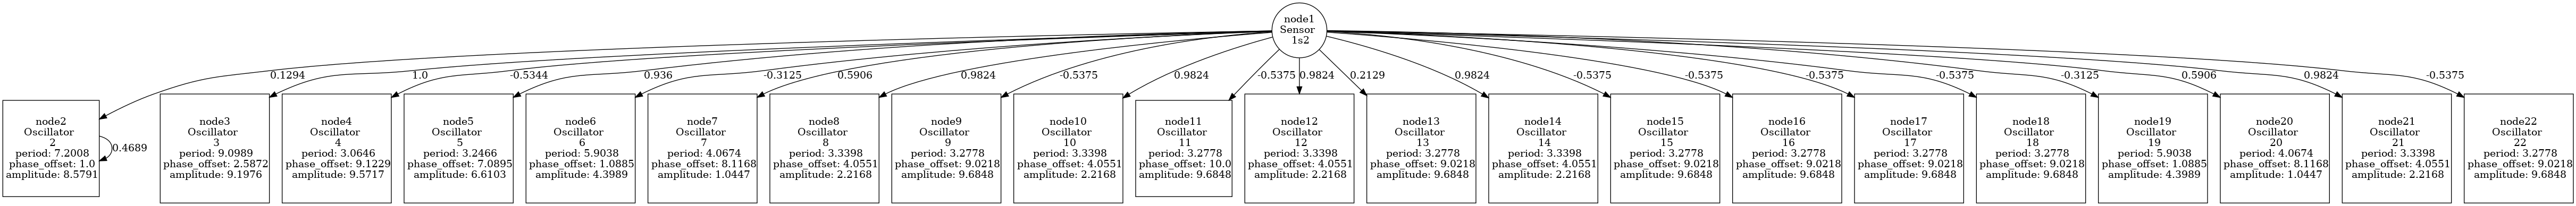 node1
Sensor
1s2
0.1294
1.0
-0.5344
0.936
-0.3125
0.5906
0.9824
-0.5375
0.9824
-0.5375
0.9824
0.2129
0.9824
-0.5375
-0.5375
-0.5375
-0.5375
-0.3125
0.5906
0.9824
-0.5375
node2
Oscillator
2
period: 7.2008
phase_offset: 1.0
amplitude: 8.5791
0.4689
node3
Oscillator
3
period: 9.0989
phase_offset: 2.5872
amplitude: 9.1976
node4
Oscillator
4
period: 3.0646
phase_offset: 9.1229
amplitude: 9.5717
node5
Oscillator
5
period: 3.2466
phase_offset: 7.0895
amplitude: 6.6103
node6
Oscillator
6
period: 5.9038
phase_offset: 1.0885
amplitude: 4.3989
node7
Oscillator
7
period: 4.0674
phase_offset: 8.1168
amplitude: 1.0447
node8
Oscillator
8
period: 3.3398
phase_offset: 4.0551
amplitude: 2.2168
node9
Oscillator
9
period: 3.2778
phase_offset: 9.0218
amplitude: 9.6848
node10
Oscillator
10
period: 3.3398
phase_offset: 4.0551
amplitude: 2.2168
node11
Oscillator
11
period: 3.2778
phase_offset: 10.0
amplitude: 9.6848
node12
Oscillator
12
period: 3.3398
phase_offset: 4.0551
amplitude: 2.2168
node13
Oscillator
13
period: 3.2778
phase_offset: 9.0218
amplitude: 9.6848
node14
Oscillator
14
period: 3.3398
phase_offset: 4.0551
amplitude: 2.2168
node15
Oscillator
15
period: 3.2778
phase_offset: 9.0218
amplitude: 9.6848
node16
Oscillator
16
period: 3.2778
phase_offset: 9.0218
amplitude: 9.6848
node17
Oscillator
17
period: 3.2778
phase_offset: 9.0218
amplitude: 9.6848
node18
Oscillator
18
period: 3.2778
phase_offset: 9.0218
amplitude: 9.6848
node19
Oscillator
19
period: 5.9038
phase_offset: 1.0885
amplitude: 4.3989
node20
Oscillator
20
period: 4.0674
phase_offset: 8.1168
amplitude: 1.0447
node21
Oscillator
21
period: 3.3398
phase_offset: 4.0551
amplitude: 2.2168
node22
Oscillator
22
period: 3.2778
phase_offset: 9.0218
amplitude: 9.6848